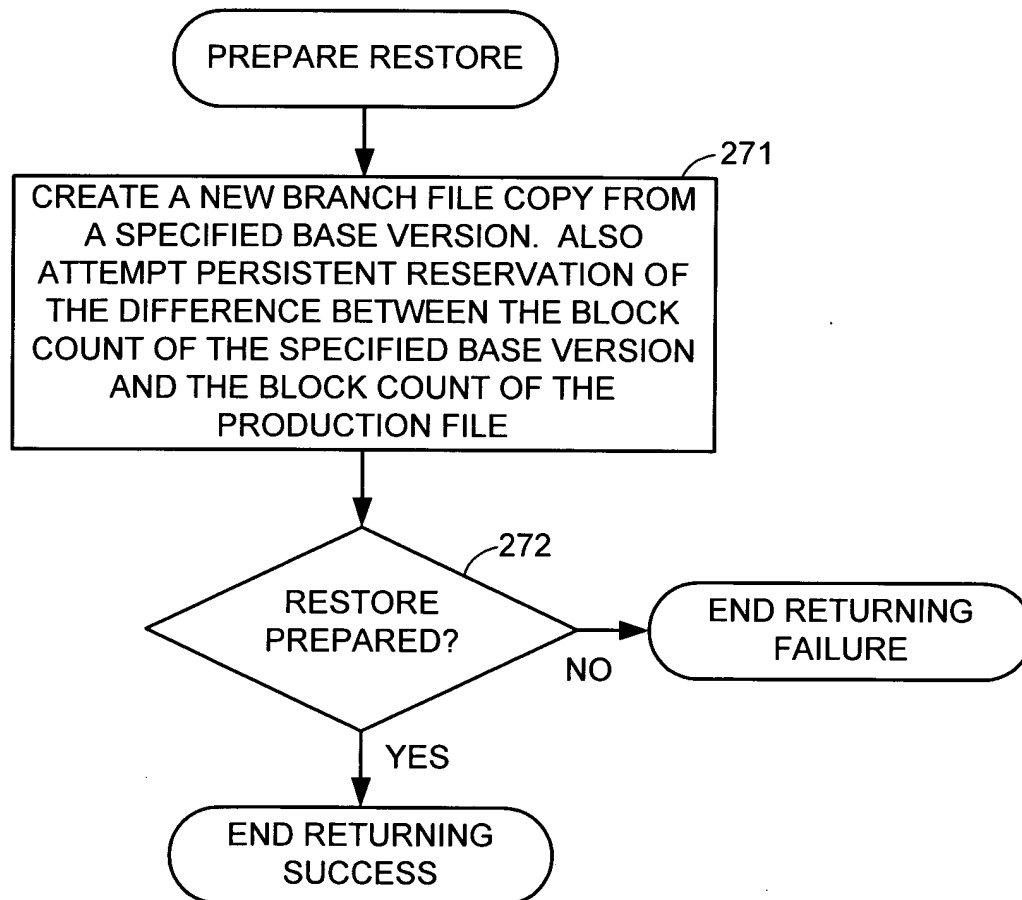 PREPARE RESTORE
271
CREATE A NEW BRANCH FILE COPY FROM
A SPECIFIED BASE VERSION. ALSO
ATTEMPT PERSISTENT RESERVATION OF
THE DIFFERENCE BETWEEN THE BLOCK
COUNT OF THE SPECIFIED BASE VERSION
AND THE BLOCK COUNT OF THE
PRODUCTION FILE
272
RESTORE
PREPARED?
NO
END RETURNING
FAILURE
YES
END RETURNING
SUCCESS